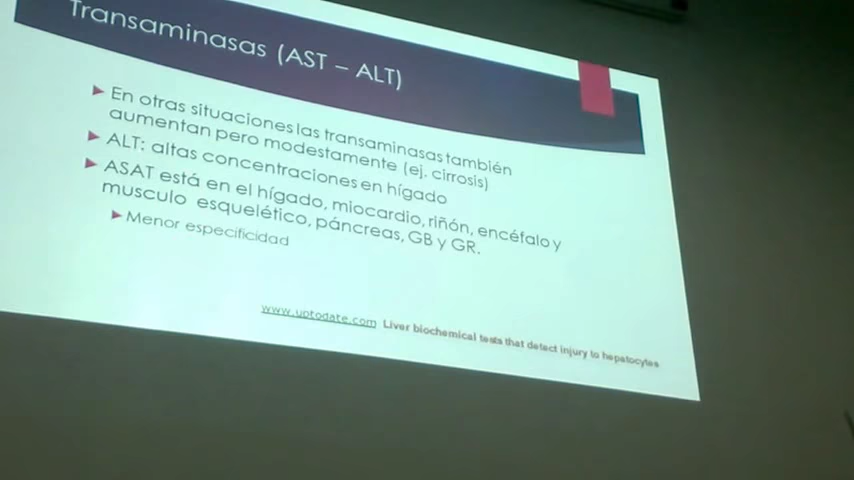 Transaminasas (AST – ALT)
En otras situaciones las transaminasas también
aumentan pero modestamente (ej. cirrosis)
ALT: altas concentraciones en hígado
ASAT está en el hígado, miocardio, riñón, encéfalo y
musculo esquelético, páncreas, GB y GR.
Menor especificidad
www.uptodate.com Liver biochemical tests that detect injury to hepatocytes